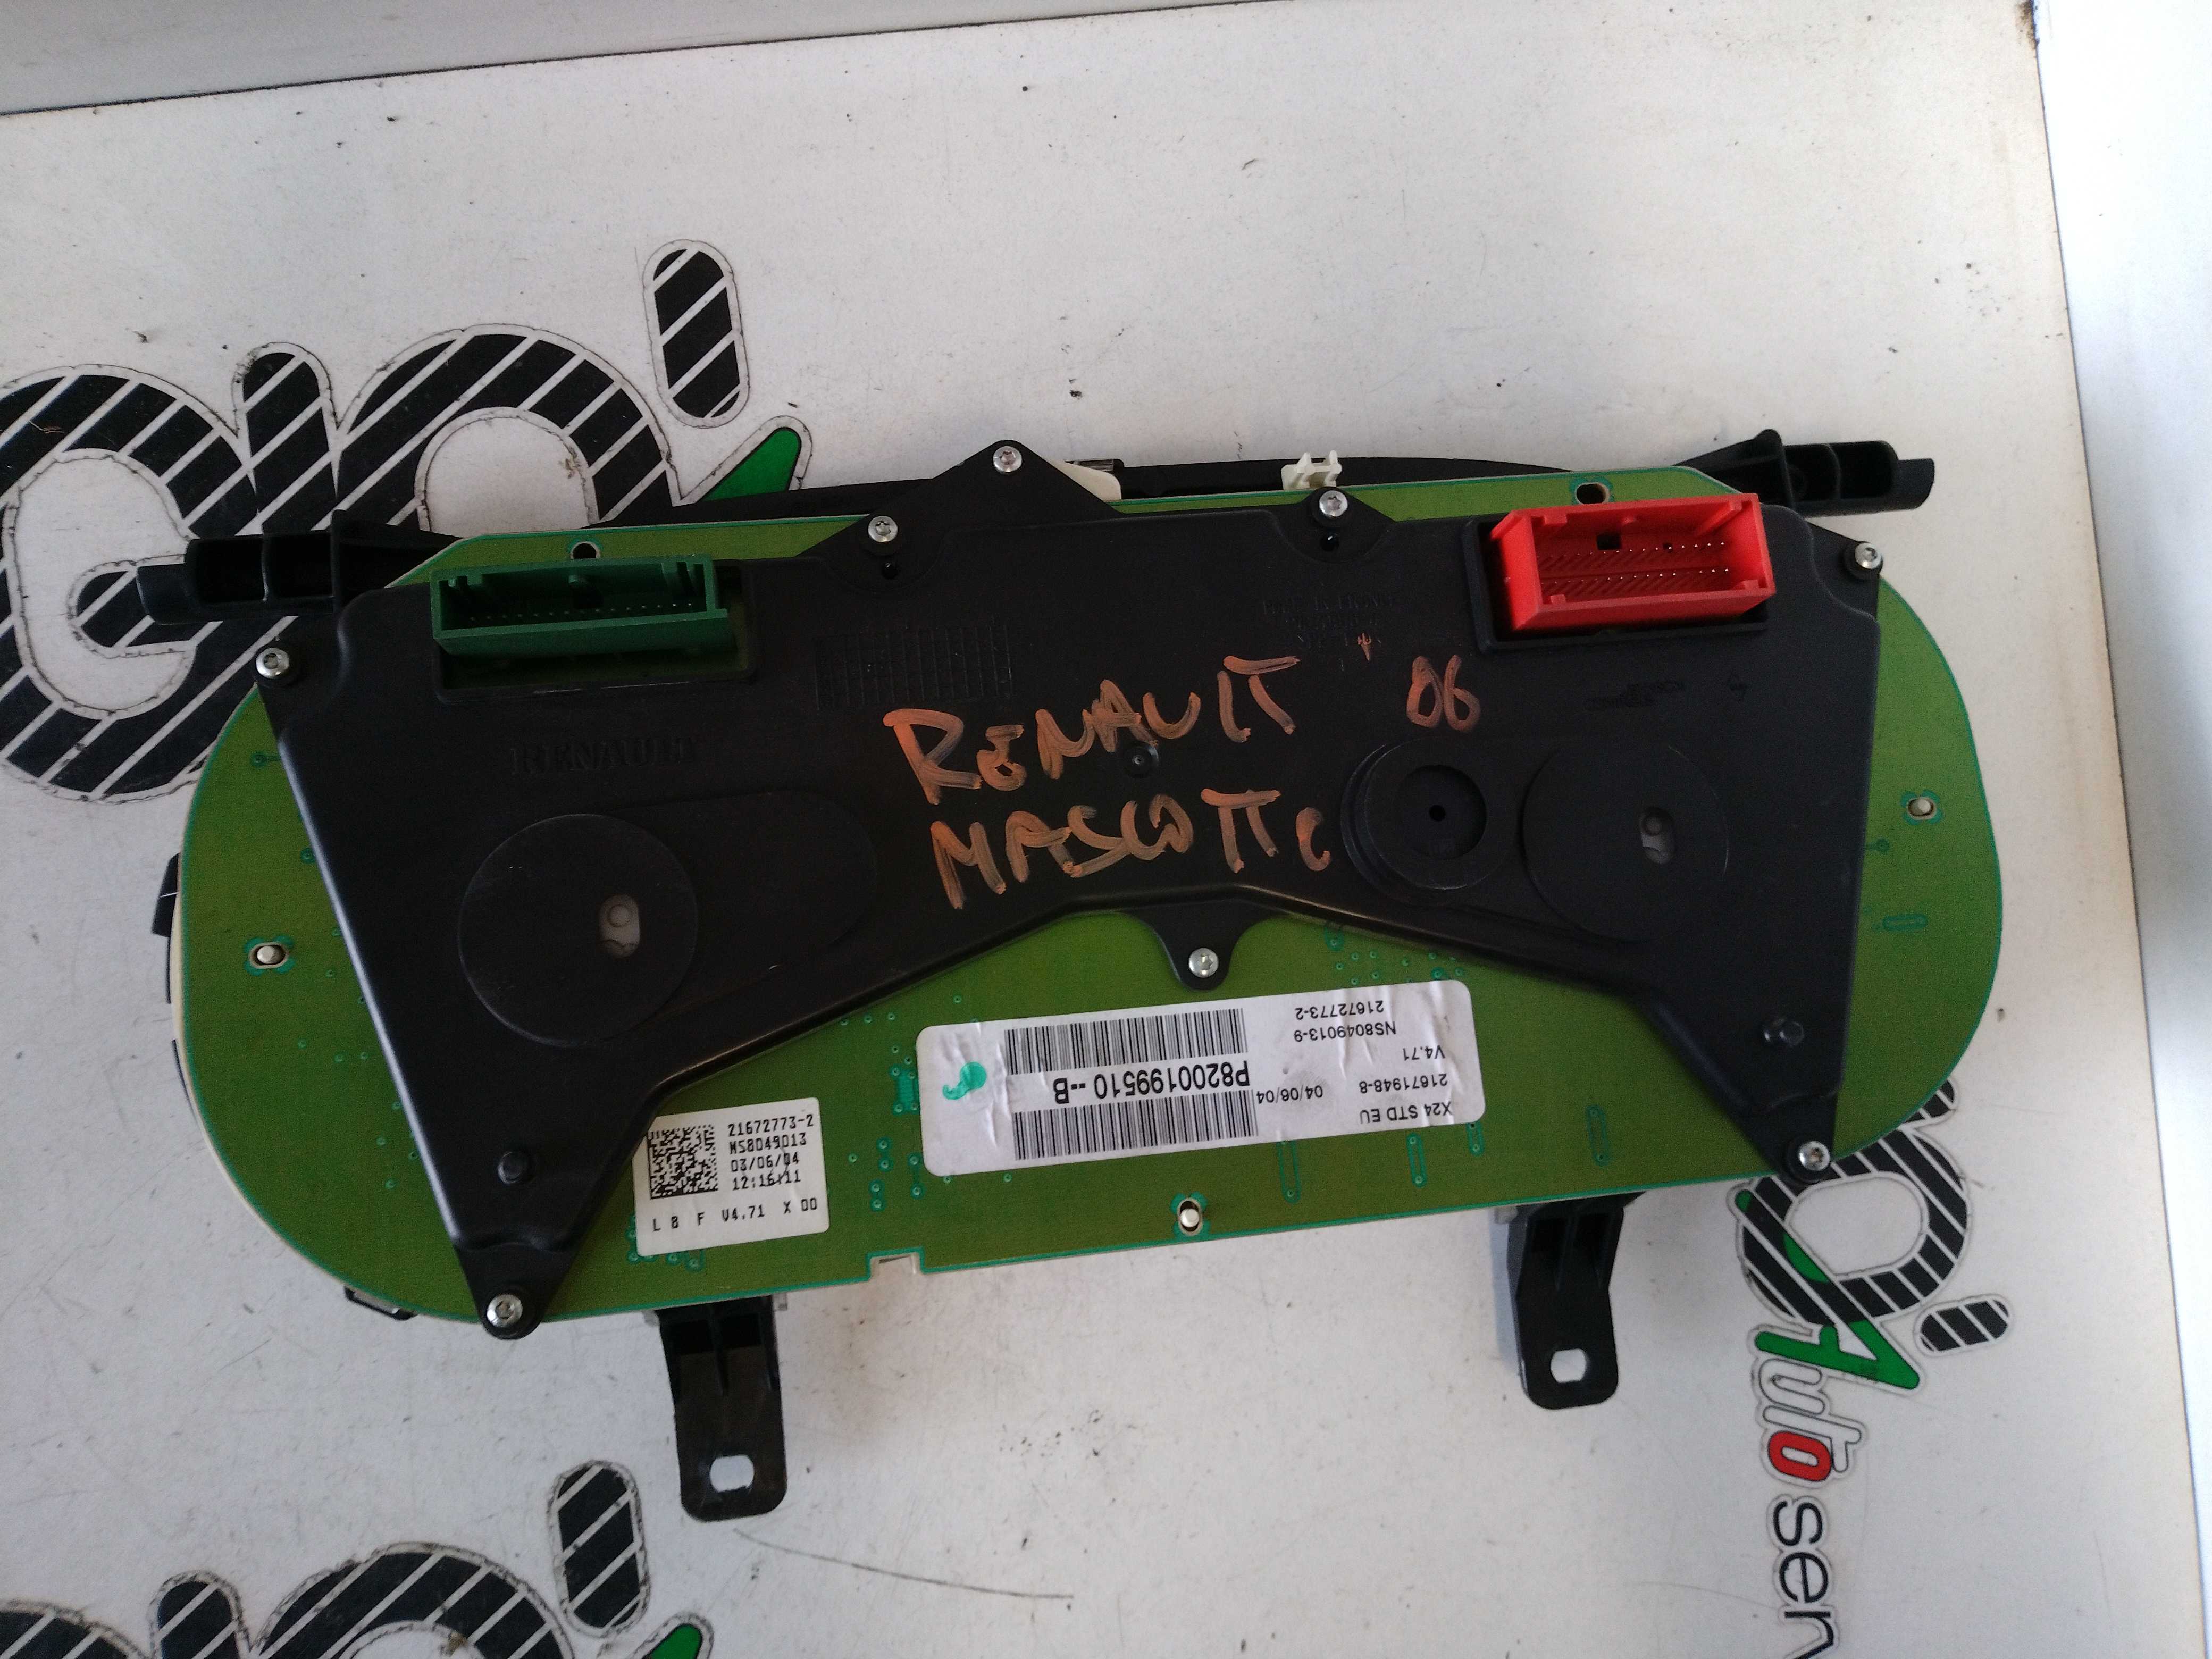 RENAULT '06
MASCOTTe
RENAULT
21672773-2
NS8049013-9
V4.71
21671948-8
04/06/04
X24 STD EU
P8200199510--B
21672773-2
NS8049013
03/06/04
12:16:11
L 8 F V4.71 X 00
Auto
ser